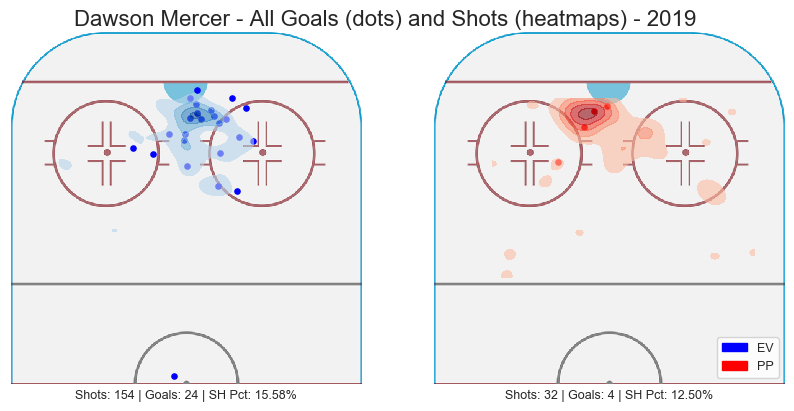 Dawson Mercer - All Goals (dots) and Shots (heatmaps) - 2019
EV
PP
Shots: 154 | Goals: 24 | SH Pct: 15.58%
Shots: 32 | Goals: 4 | SH Pct: 12.50%